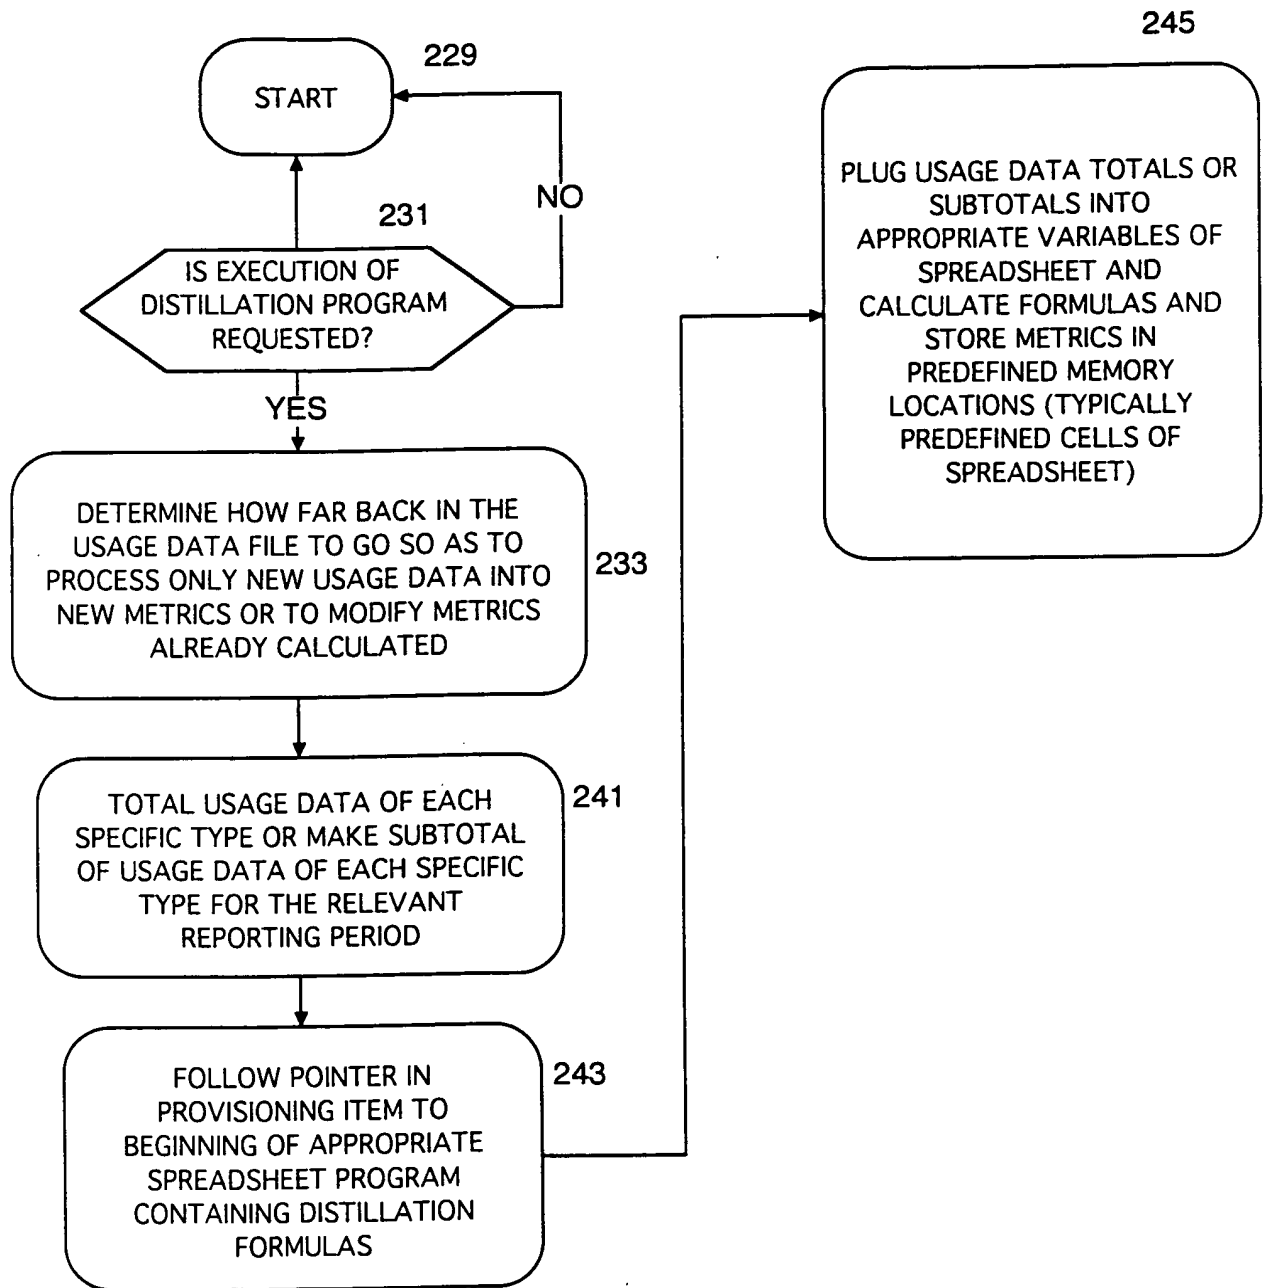 229
START
NO
231
IS EXECUTION OF
DISTILLATION PROGRAM
REQUESTED?
YES
DETERMINE HOW FAR BACK IN THE
USAGE DATA FILE TO GO SO AS TO
PROCESS ONLY NEW USAGE DATA INTO
NEW METRICS OR TO MODIFY METRICS
ALREADY CALCULATED
233
TOTAL USAGE DATA OF EACH
SPECIFIC TYPE OR MAKE SUBTOTAL
OF USAGE DATA OF EACH SPECIFIC
TYPE FOR THE RELEVANT
REPORTING PERIOD
241
FOLLOW POINTER IN
PROVISIONING ITEM TO
BEGINNING OF APPROPRIATE
SPREADSHEET PROGRAM
CONTAINING DISTILLATION
FORMULAS
243
245
PLUG USAGE DATA TOTALS OR
SUBTOTALS INTO
APPROPRIATE VARIABLES OF
SPREADSHEET AND
CALCULATE FORMULAS AND
STORE METRICS IN
PREDEFINED MEMORY
LOCATIONS (TYPICALLY
PREDEFINED CELLS OF
SPREADSHEET)